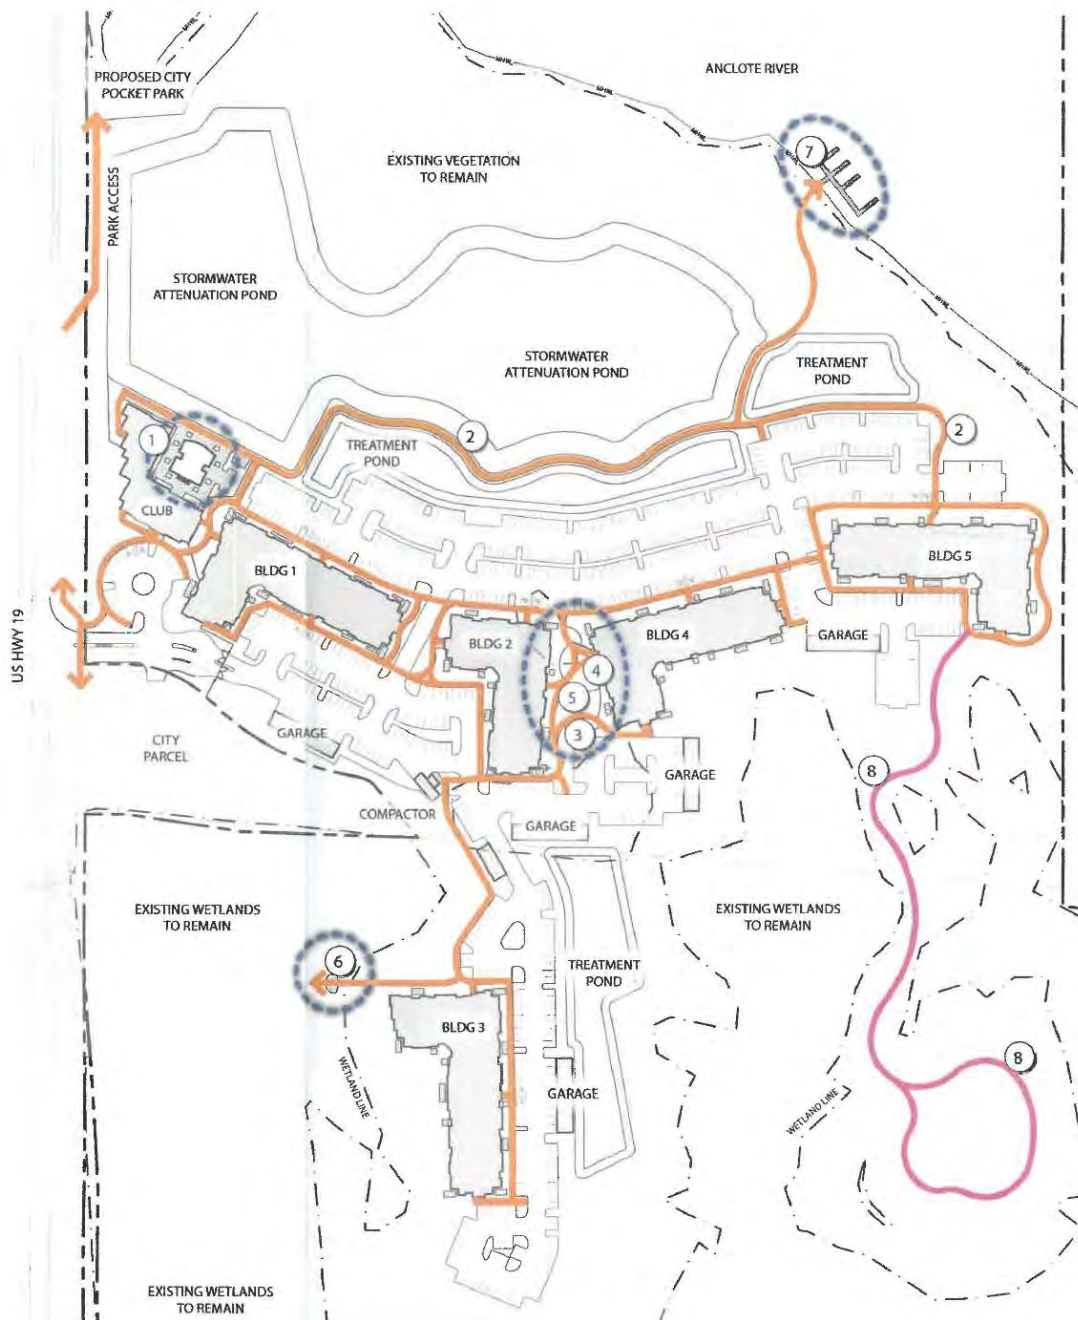 ANCLOTE RIVER
PROPOSED CITY
POCKET PARK
7
EXISTING VEGETATION
TO REMAIN
PARK ACCESS
STORMWATER
ATTENUATION POND
STORMWATER
ATTENUATION POND
TREATMENT
POND
1
2
2
TREATMENT
POND
CLUB
BLDG 1
BLDG 5
US HWY 19
BLDG 2
BLDG 4
GARAGE
4
5
3
CITY
PARCEL
GARAGE
GARAGE
8
COMPACTOR
GARAGE
EXISTING WETLANDS
TO REMAIN
EXISTING WETLANDS
TO REMAIN
6
TREATMENT
POND
BLDG 3
WETLAND LINE
GARAGE
8
WETLAND LINE
EXISTING WETLANDS
TO REMAIN